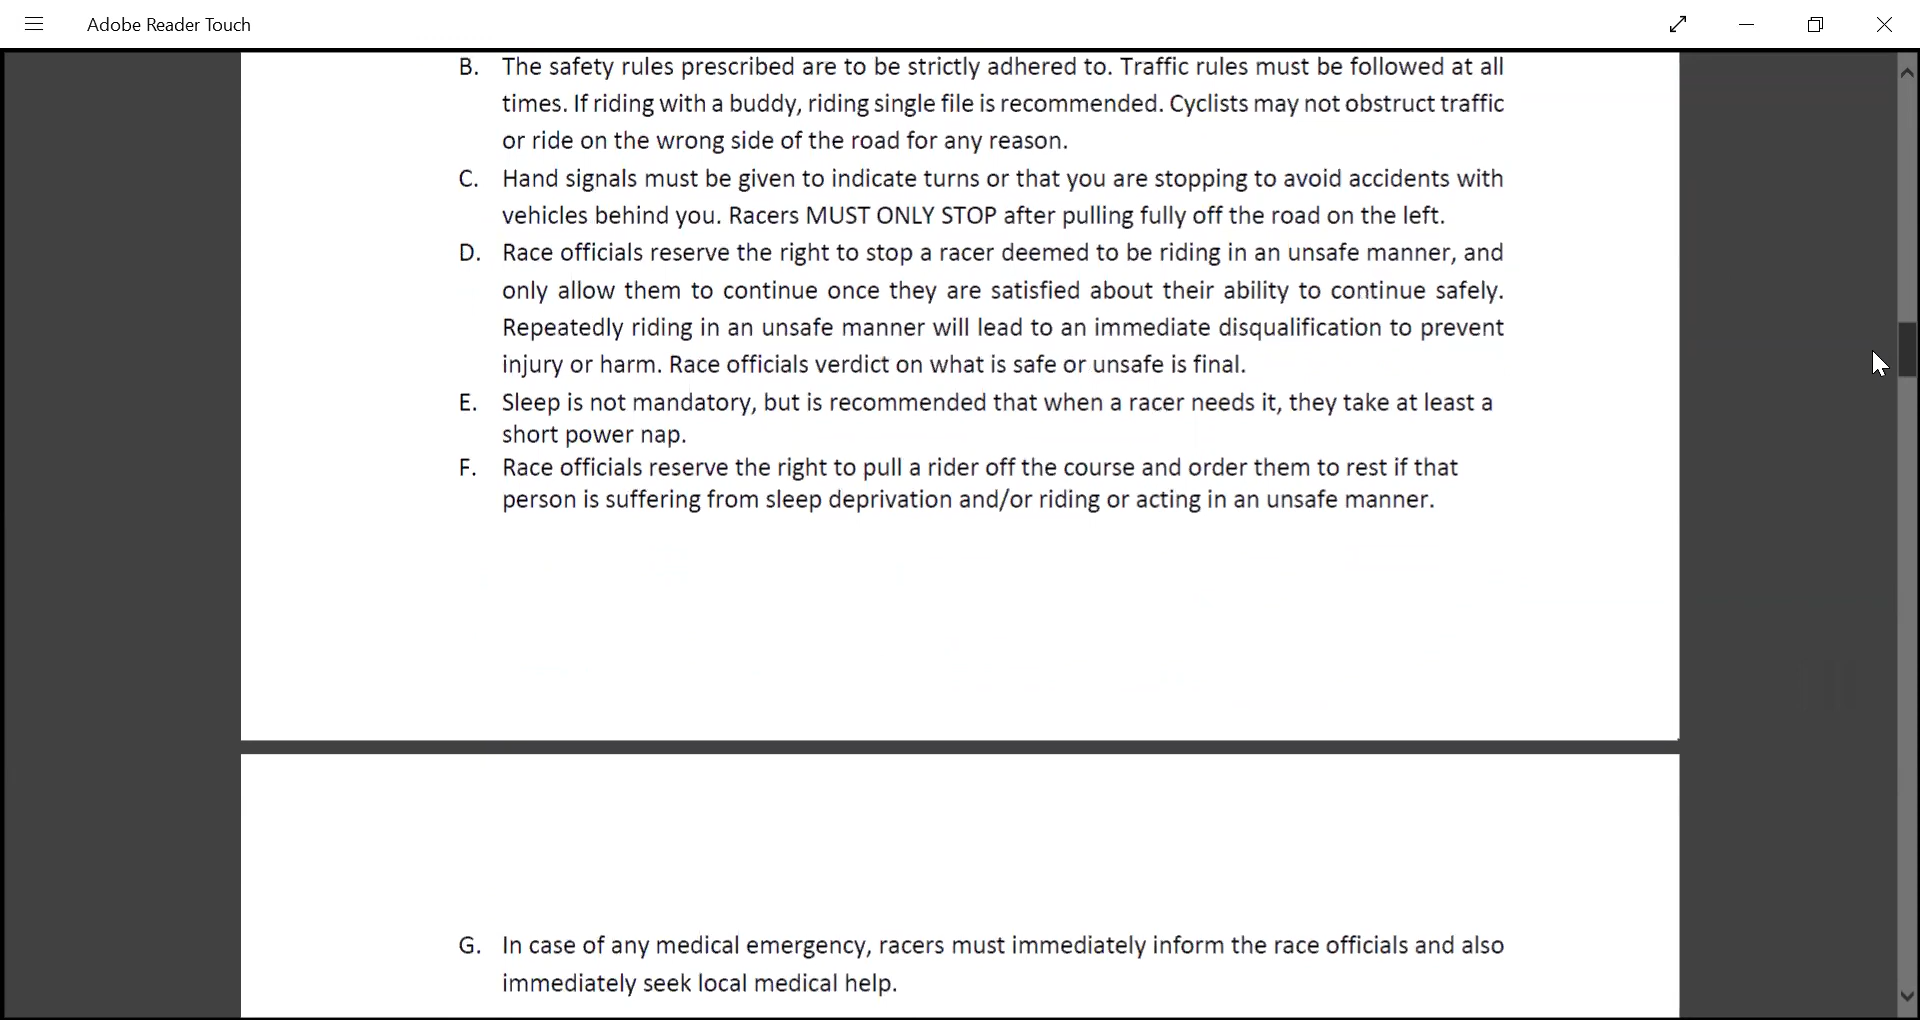 Adobe Reader Touch
B. The safety rules prescribed are to be strictly adhered to. Traffic rules must be followed at all
times. If riding with a buddy, riding single file is recommended. Cyclists may not obstruct traffic
or ride on the wrong side of the road for any reason.
C. Hand signals must be given to indicate turns or that you are stopping to avoid accidents with
vehicles behind you. Racers MUST ONLY STOP after pulling fully off the road on the left.
D. Race officials reserve the right to stop a racer deemed to be riding in an unsafe manner, and
only allow them to continue once they are satisfied about their ability to continue safely.
Repeatedly riding in an unsafe manner will lead to an immediate disqualification to prevent
injury or harm. Race officials verdict on what is safe or unsafe is final.
E. Sleep is not mandatory, but is recommended that when a racer needs it, they take at least a
short power nap.
F. Race officials reserve the right to pull a rider off the course and order them to rest if that
person is suffering from sleep deprivation and/or riding or acting in an unsafe manner.
G. In case of any medical emergency, racers must immediately inform the race officials and also
immediately seek local medical help.